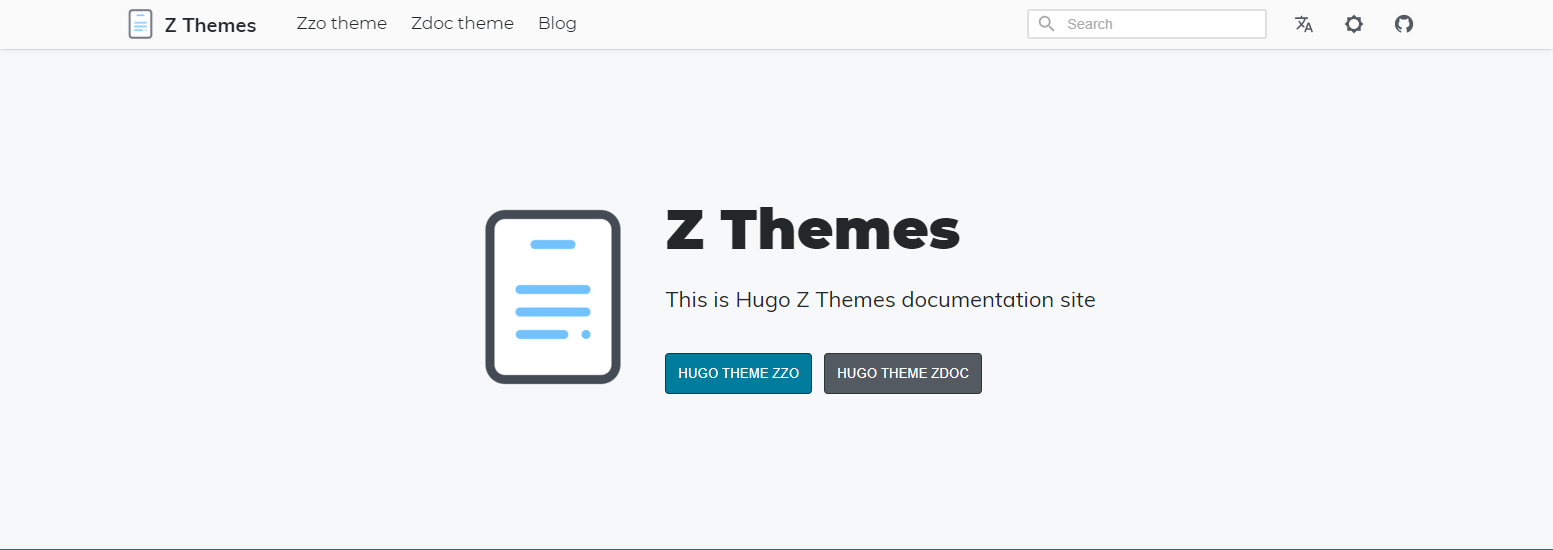 Z Themes
Zzo theme
Zdoc theme
Blog
Search
Z Themes
This is Hugo Z Themes documentation site
HUGO THEME ZZO
HUGO THEME ZDOC